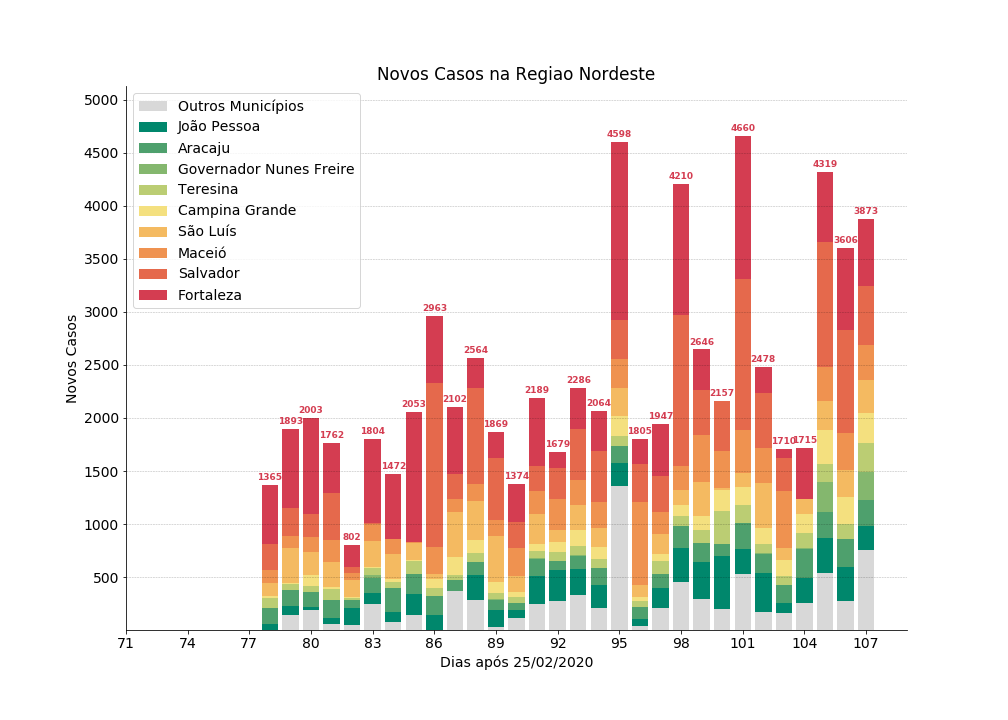 Novos Casos na Regiao Nordeste
Novos Casos
5000
4500
4000
3500
3000
2500
2000
1500
1000
500
Outros Municípios
João Pessoa
Aracaju
Governador Nunes Freire
Teresina
Campina Grande
São Luís
Maceió
Salvador
Fortaleza
1365
1893
2003
1762
802
1804
1472
2053
2963
2102
2564
1869
1374
2189
1679
2286
2064
4598
1805
1947
4210
2646
2157
4660
2478
1710
1715
4319
3606
3873
71 74 77 80 83 86 89 92 95 98 101 104 107
Dias após 25/02/2020